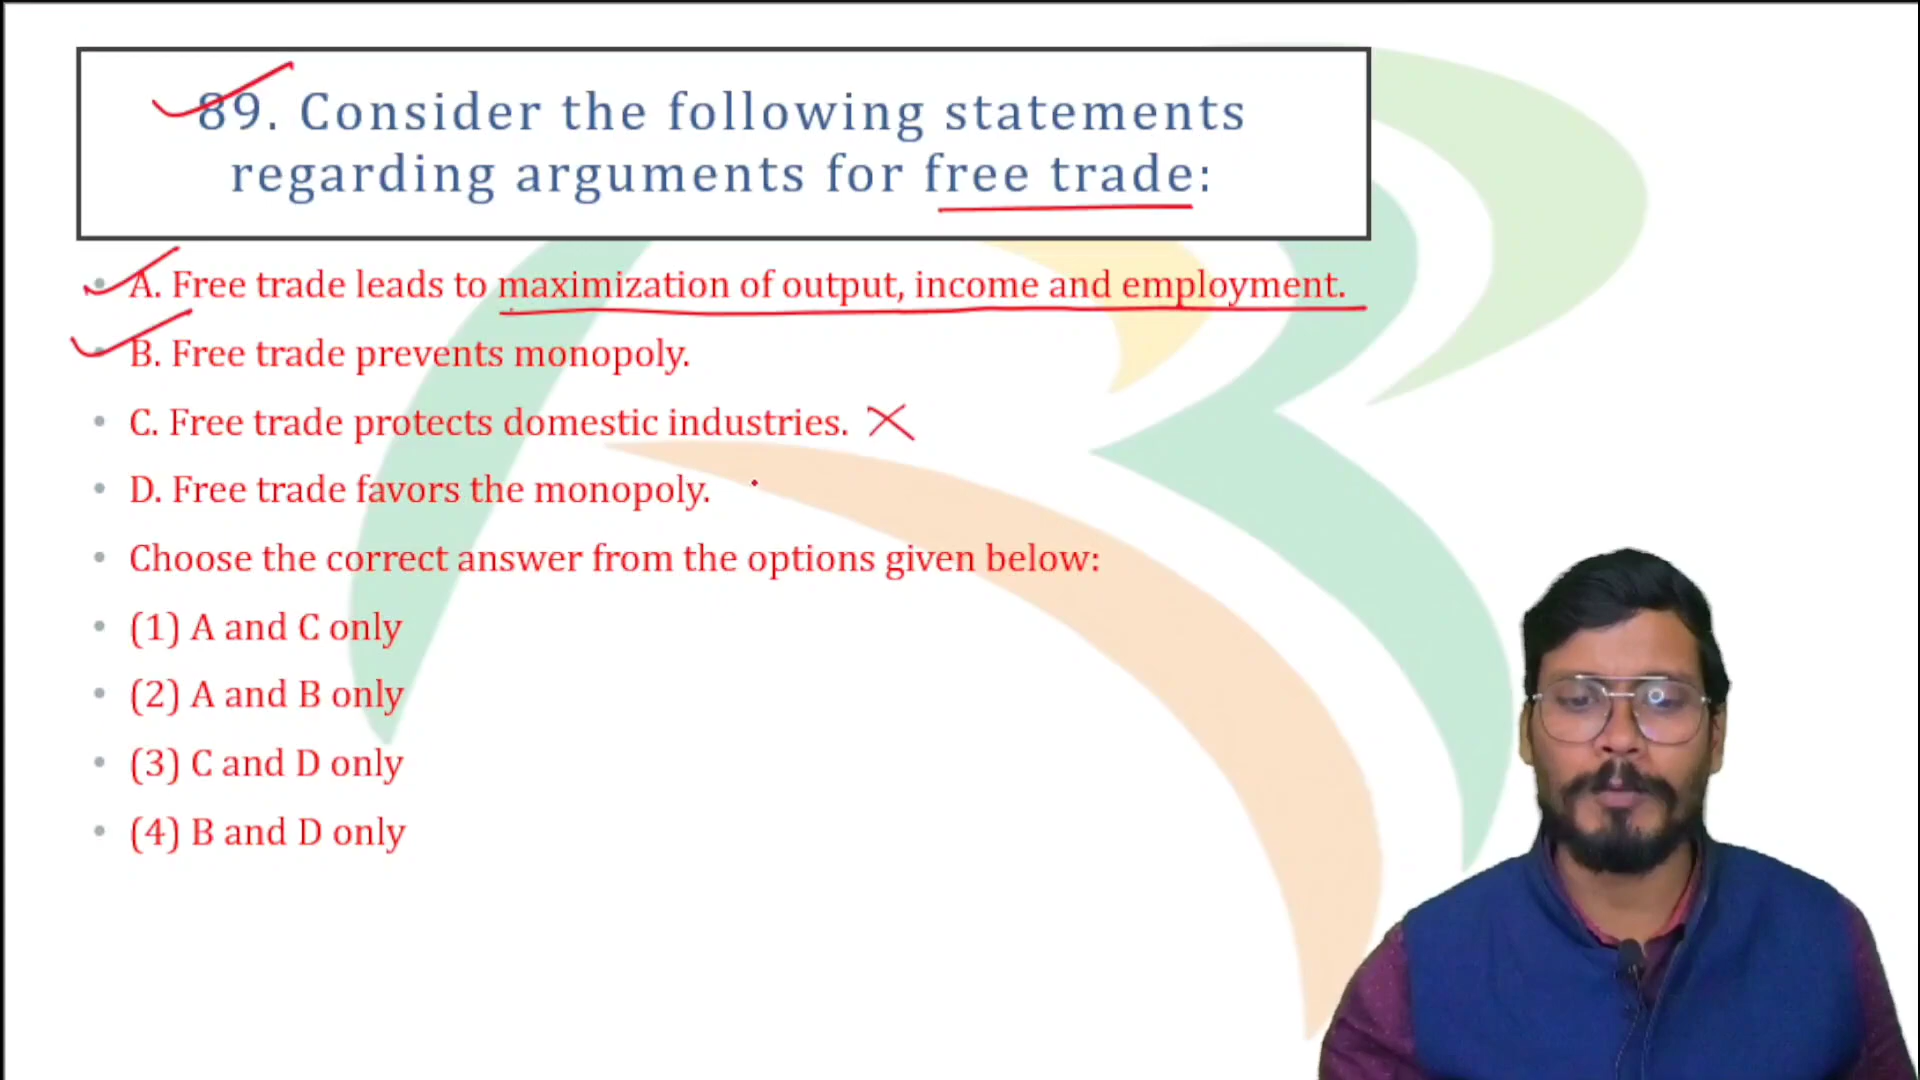 89. Consider the following statements
regarding arguments for free trade:
A. Free trade leads to maximization of output, income and employment.
B. Free trade prevents monopoly.
C. Free trade protects domestic industries.
D. Free trade favors the monopoly.
Choose the correct answer from the options given below:
(1) A and C only
(2) A and B only
(3) C and D only
(4) B and D only